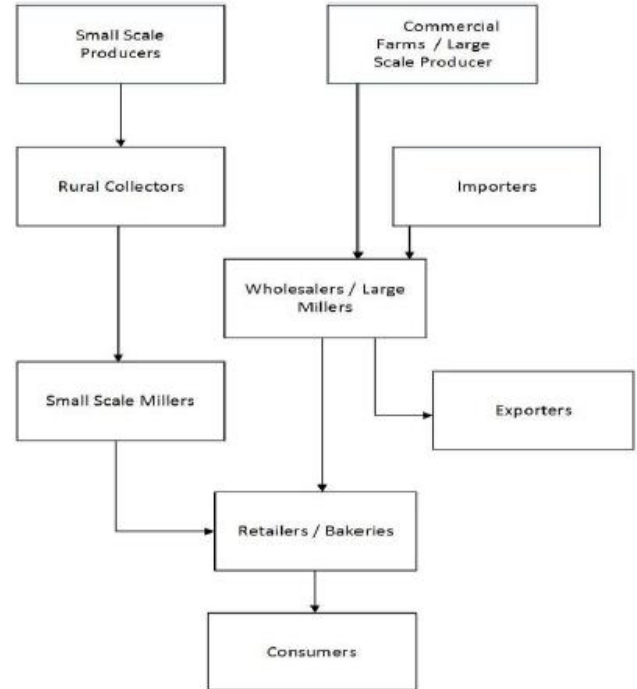 Small Scale
Producers
Commercial
Farms / Large
Scale Producer
Rural Collectors
Importers
Wholesalers / Large
Millers
Small Scale Millers
Exporters
Retailers / Bakeries
Consumers